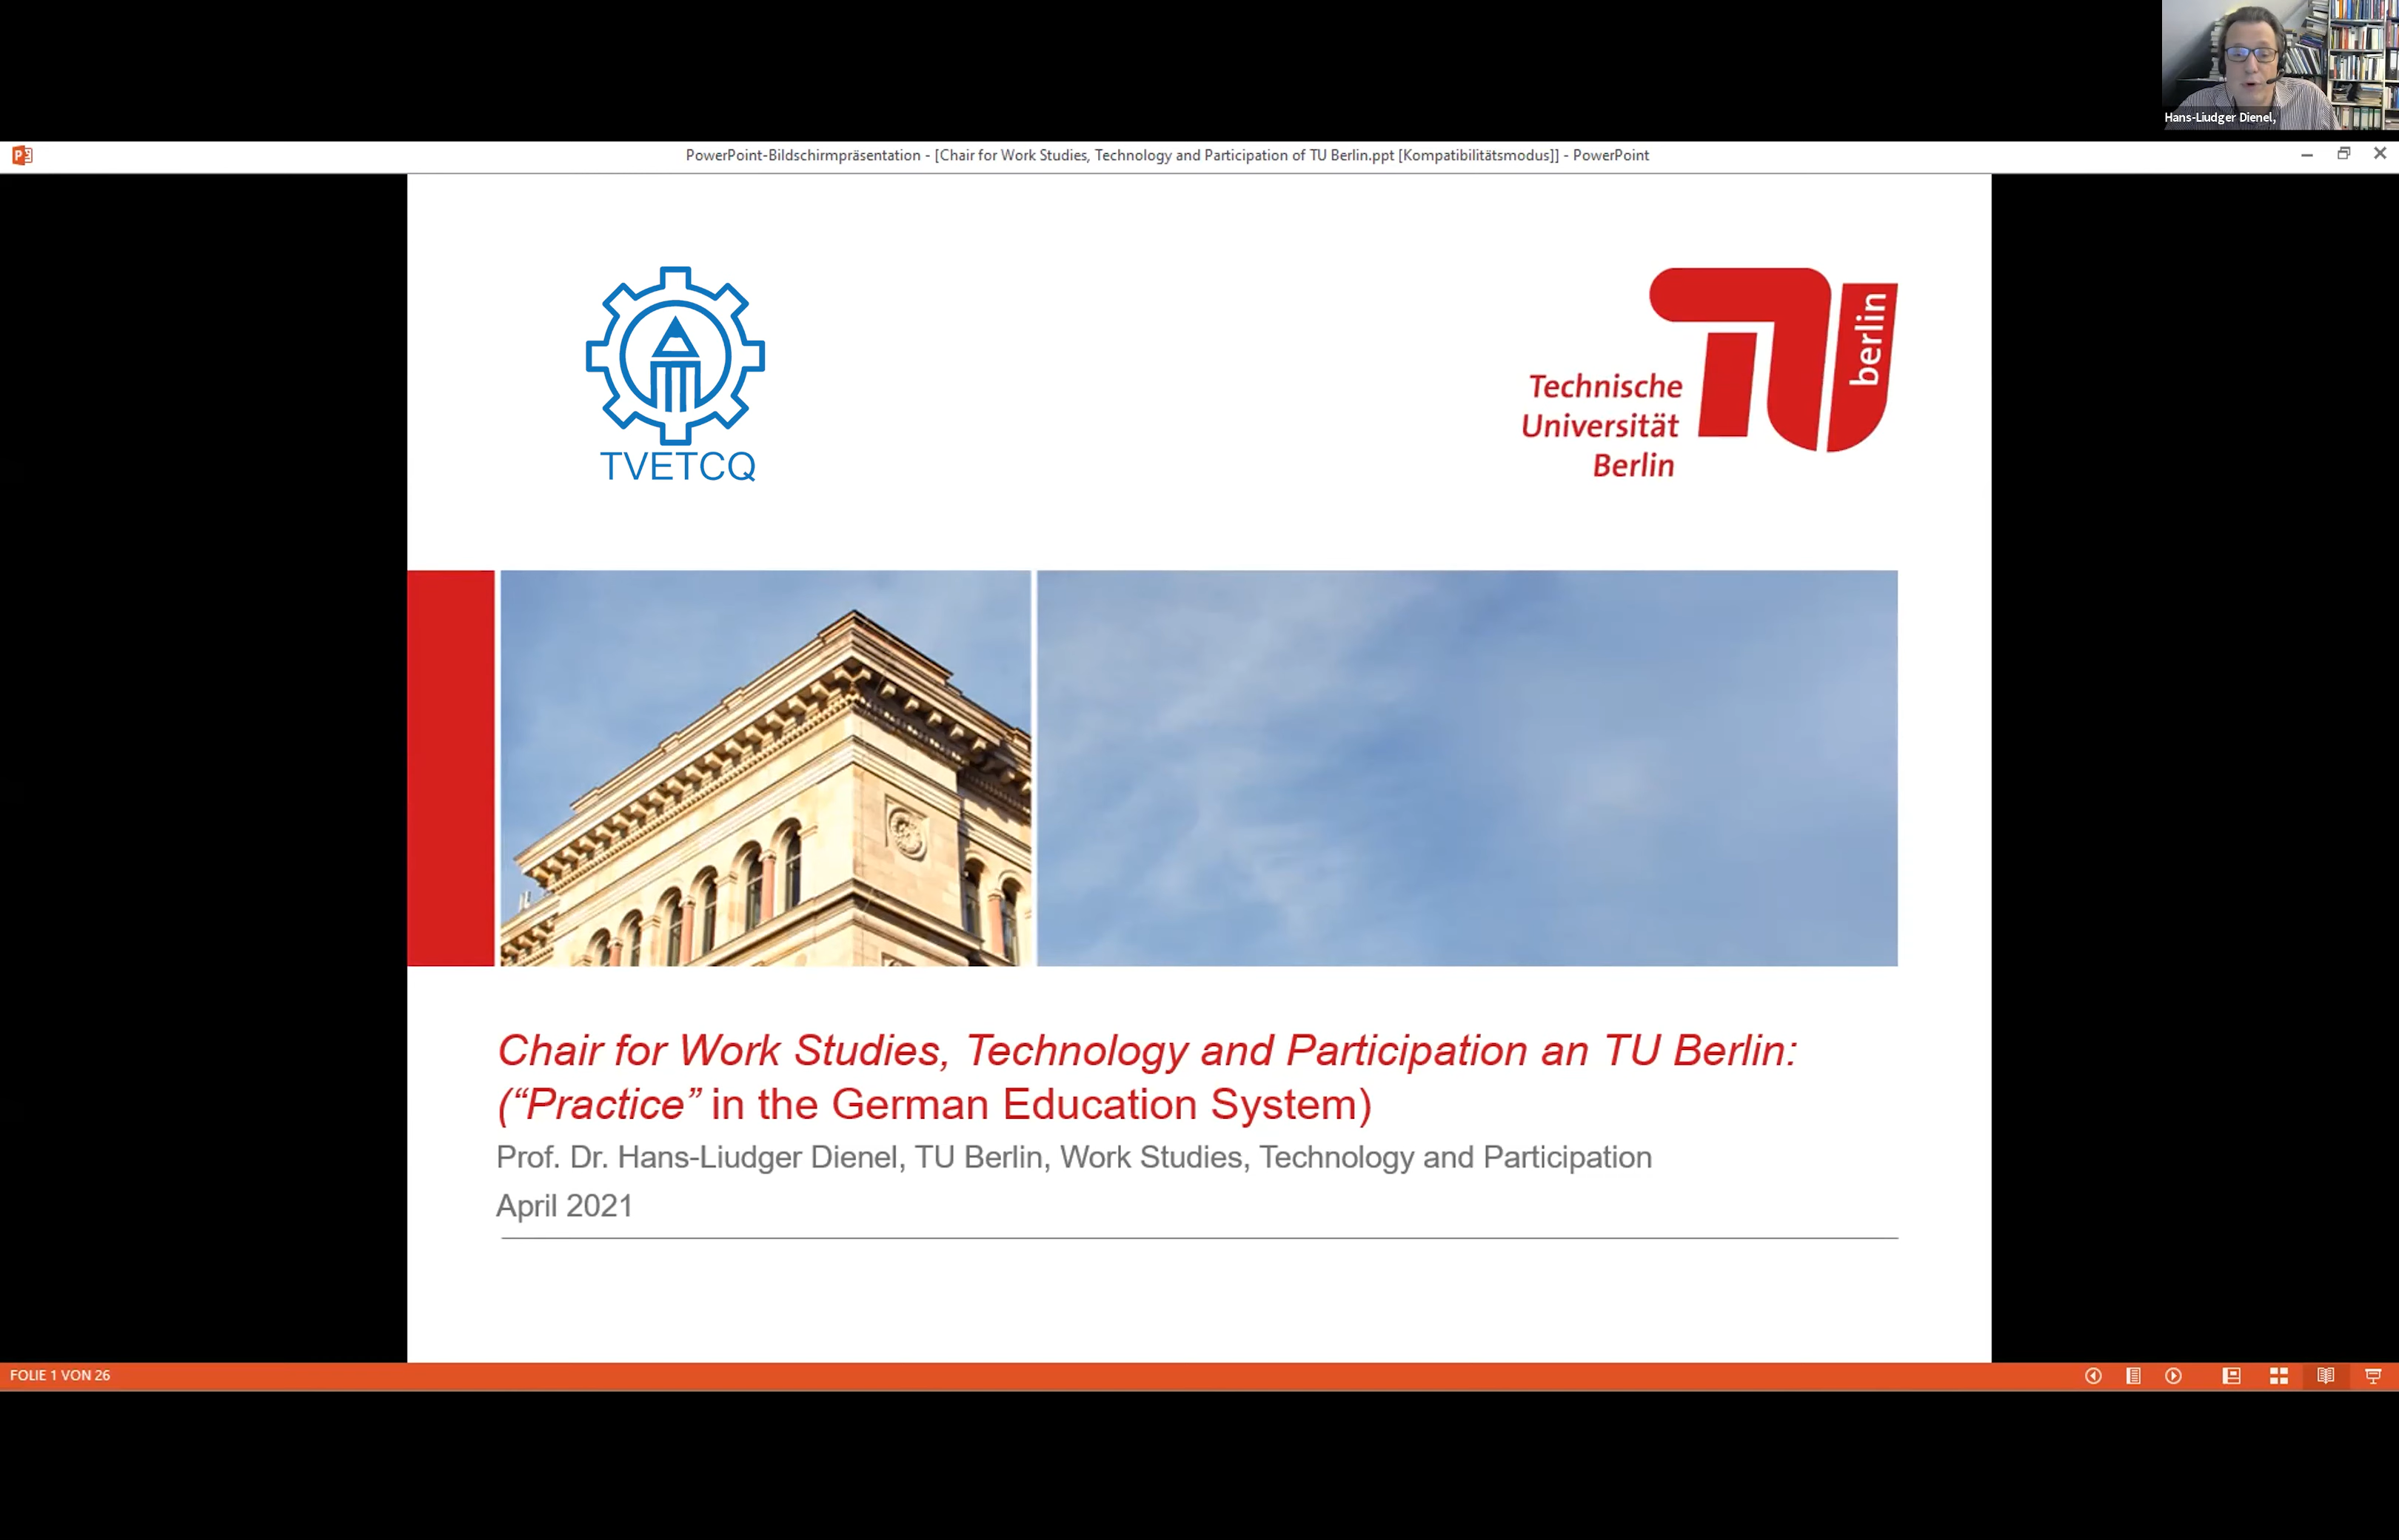 Hans-Liudger Dienel,
PowerPoint-Bildschirmpräsentation - [Chair for Work Studies, Technology and Participation of TU Berlin.ppt [Kompatibilitätsmodus]] - PowerPoint
TVETCQ
Technische
Universität
Berlin
berlin
Chair for Work Studies, Technology and Participation an TU Berlin:
(“Practice” in the German Education System)
Prof. Dr. Hans-Liudger Dienel, TU Berlin, Work Studies, Technology and Participation
April 2021
FOLIE 1 VON 26